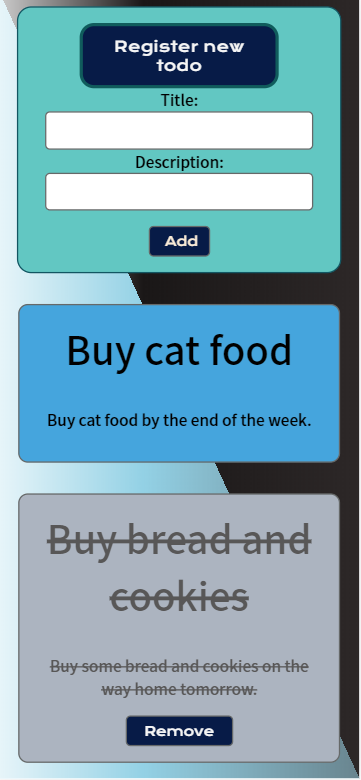 Register new
todo
Title:
Description:
Add
Buy cat food
Buy cat food by the end of the week.
Buy bread and
cookies
Buy some bread and cookies on the
way home tomorrow.
Remove